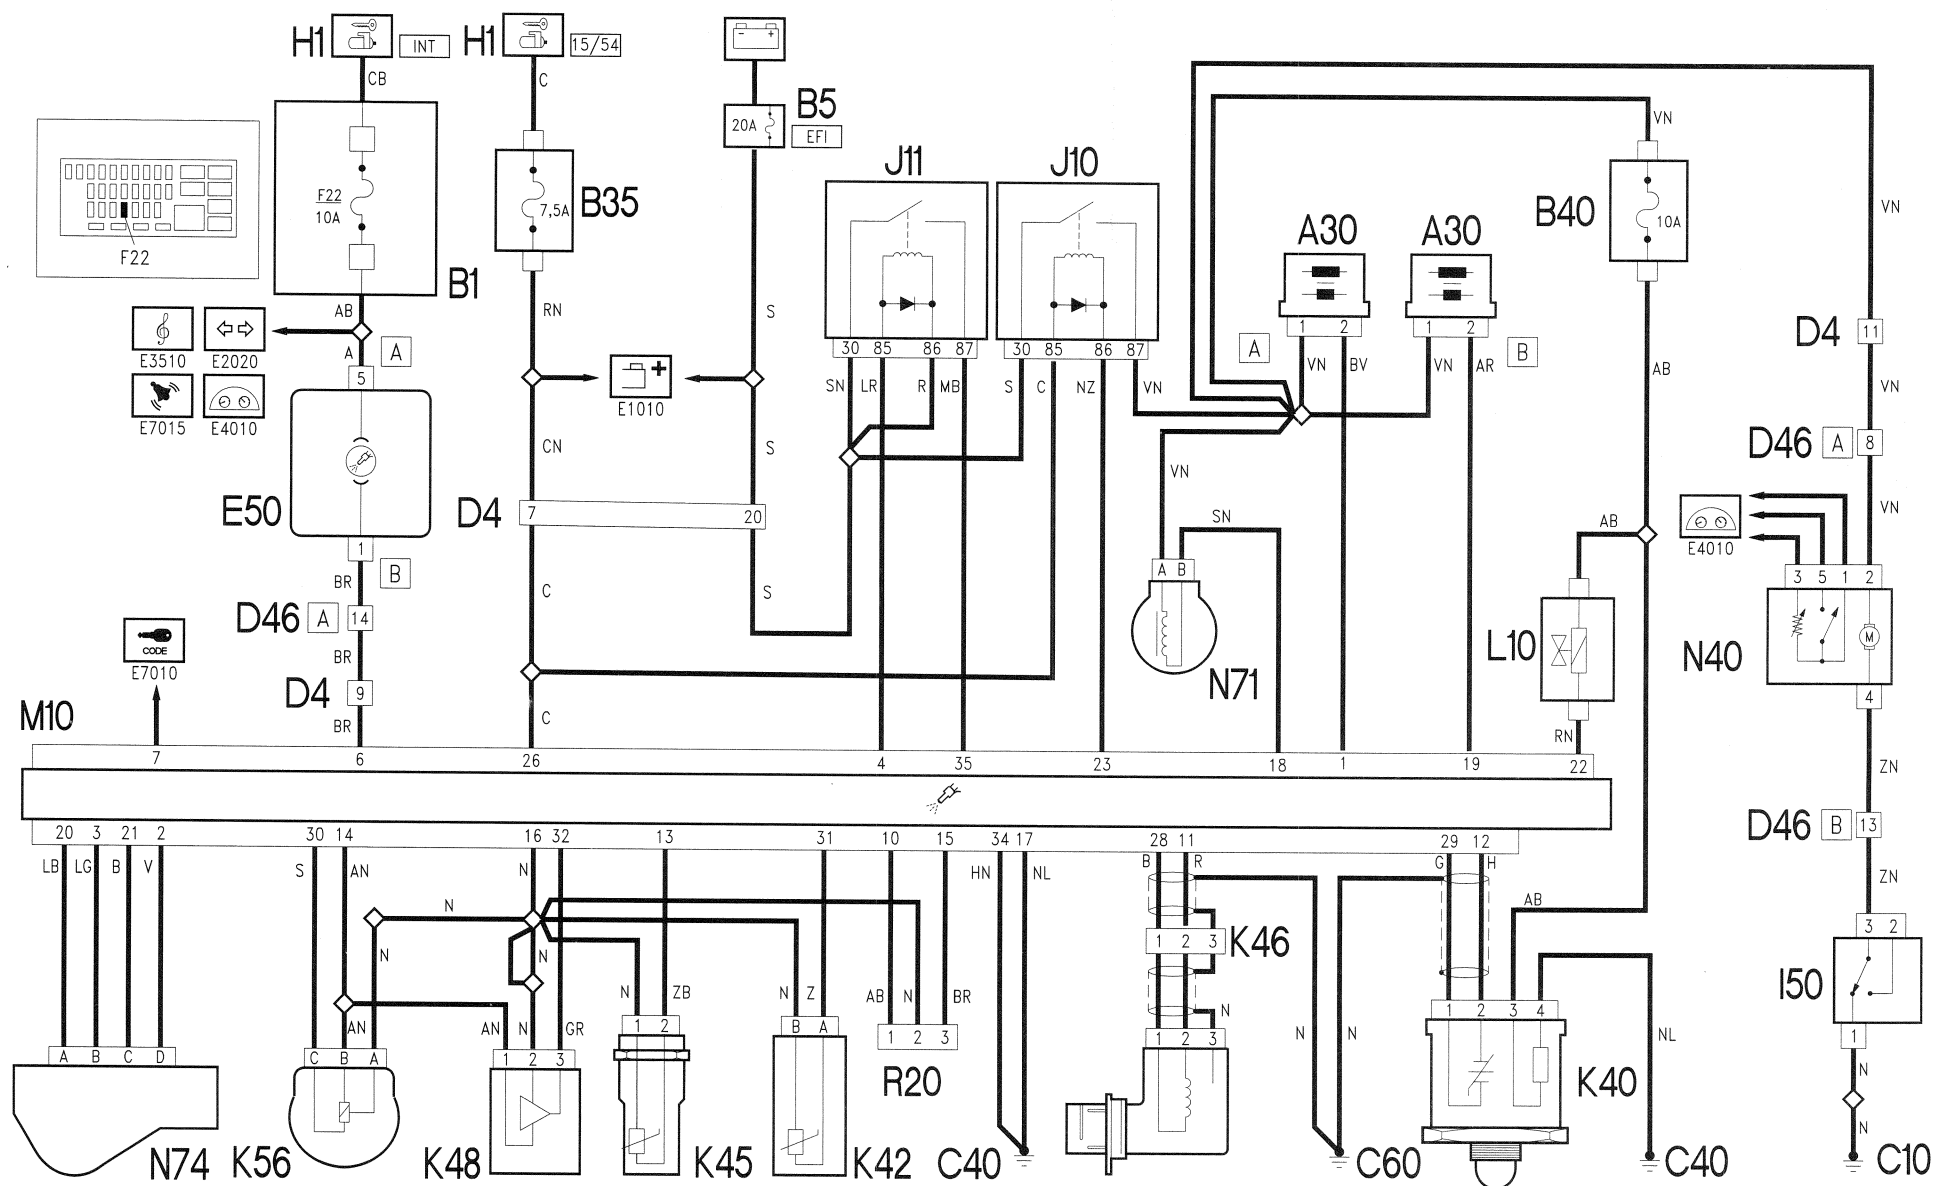 H1 INT H1 15/54
CB C
- +
20A B5
EFI
J11 J10
VN
F22
10A
7,5A B35
B40 10A
A30 A30
VN
F22
B1
AB RN S
E3510 E2020
A A
1 2 1 2
30 85 86 87 30 85 86 87
A B
D4 11
5
E1010
SN LR R MB S C NZ VN
VN BV VN AR AB VN
E7015 E4010
CN S
D46 A 8
VN
E50 D4 7 20
SN VN
AB
E4010
1 B
A B
3 5 1 2
BR C S
D46 A 14
CODE
E7010
BR
M
L10 N40
N71
D4 9
4
M10 BR C RN
7 6 26 4 35 23 18 1 19 22
ZN
20 3 21 2 30 14 16 32 13 31 10 15 34 17 28 11 29 12
D46 B 13
LB LG B V S AN N HN NL B R G H
ZN
N AB
3 2
1 2 3 K46
N N
I50
N ZB N Z AB N BR N
1 2 3 4
AN AN N GR
1 2 B A 1 2 3
N N NL
1
A B C D C B A 1 2 3 1 2 3
N
R20 K40
N
N74 K56 K48 K45 K42 C40 C60 C40 C10